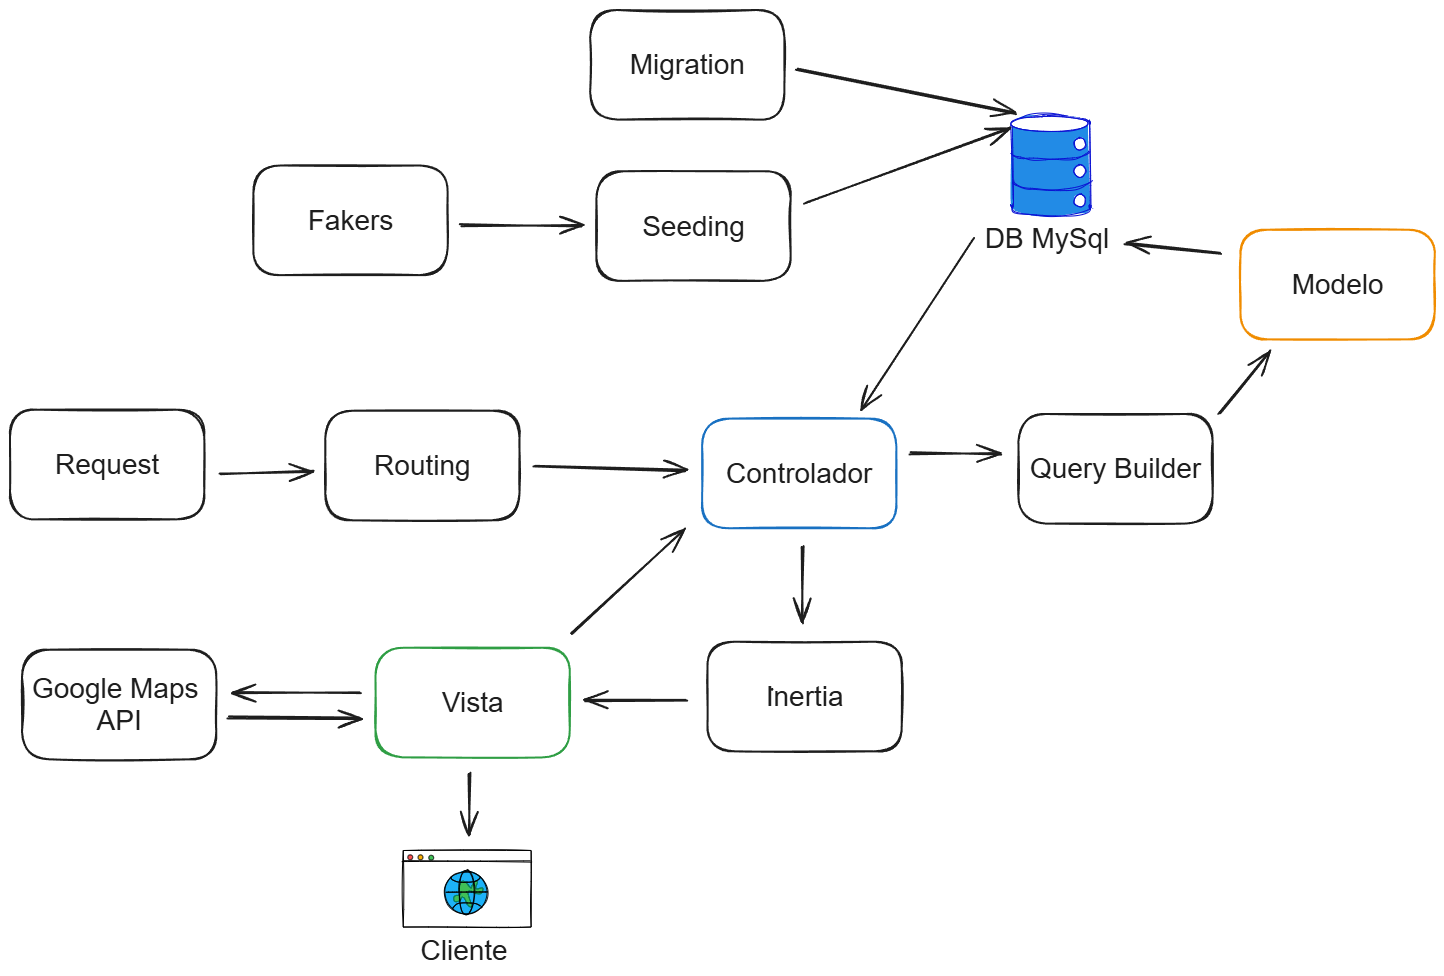 Migration
Fakers
Seeding
DB MySql
Modelo
Request
Routing
Controlador
Query Builder
Google Maps
API
Vista
Inertia
Cliente